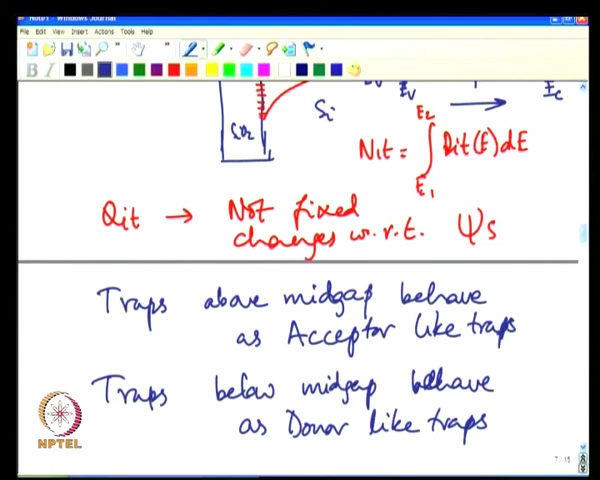 Note1 - Windows Journal
File Edit View Insert Actions Tools Help
B I
Ev Ec
SiO2 Si
Nit = ∫ Dit(E) dE
E2
E1
Qit → Not fixed
changes w.r.t. ψs
Traps above midgap behave
as Acceptor like traps
Traps below midgap behave
as Donor like traps
NPTEL
7 / 15